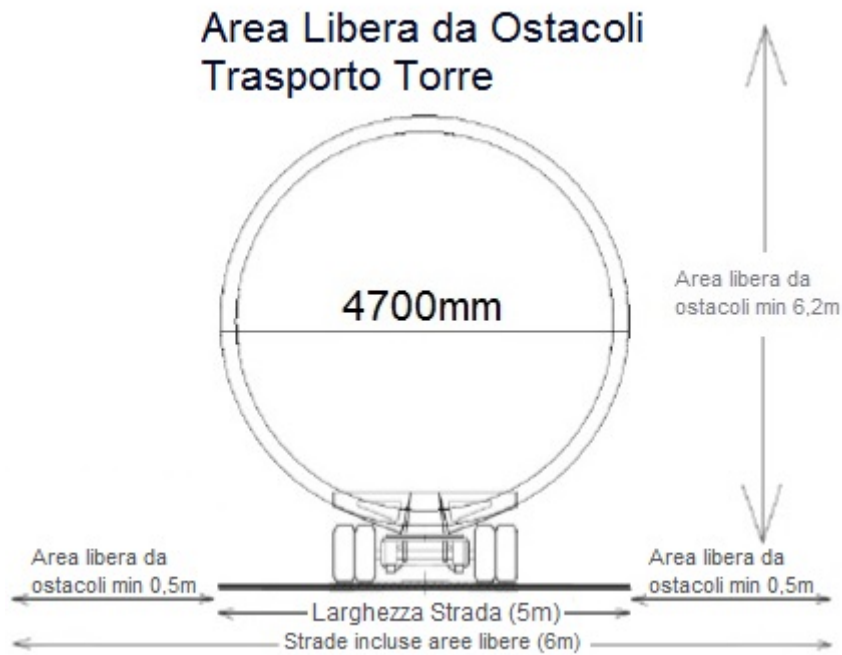 Area Libera da Ostacoli
Trasporto Torre
4700mm
Area libera da
ostacoli min 6,2m
Area libera da
ostacoli min 0,5m
Area libera da
ostacoli min 0.5m
Larghezza Strada (5m)
Strade incluse aree libere (6m)